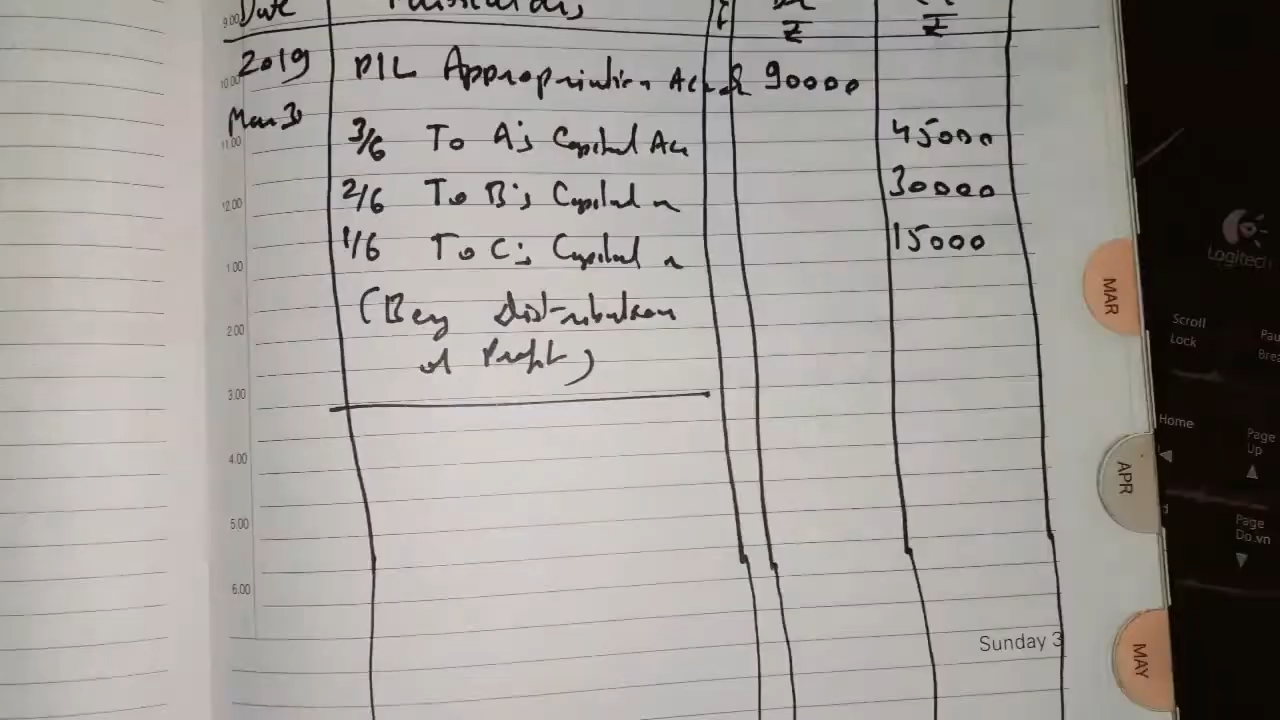 Date Particulars
2019 P/L Appropriation A/c Dr 90000
9.00
10.00
Mar 31
11.00
3/6 To A's Capital A/c 45000
2/6 To B's Capital " 30000
12.00
1/6 To C's Capital " 15000
1.00
(Being distribution
2.00
of Profit)
3.00
4.00
5.00
6.00
Sunday 3
MAR
APR
MAY
Logitech
Scroll
Lock
Home
Page
Up
Page
Down